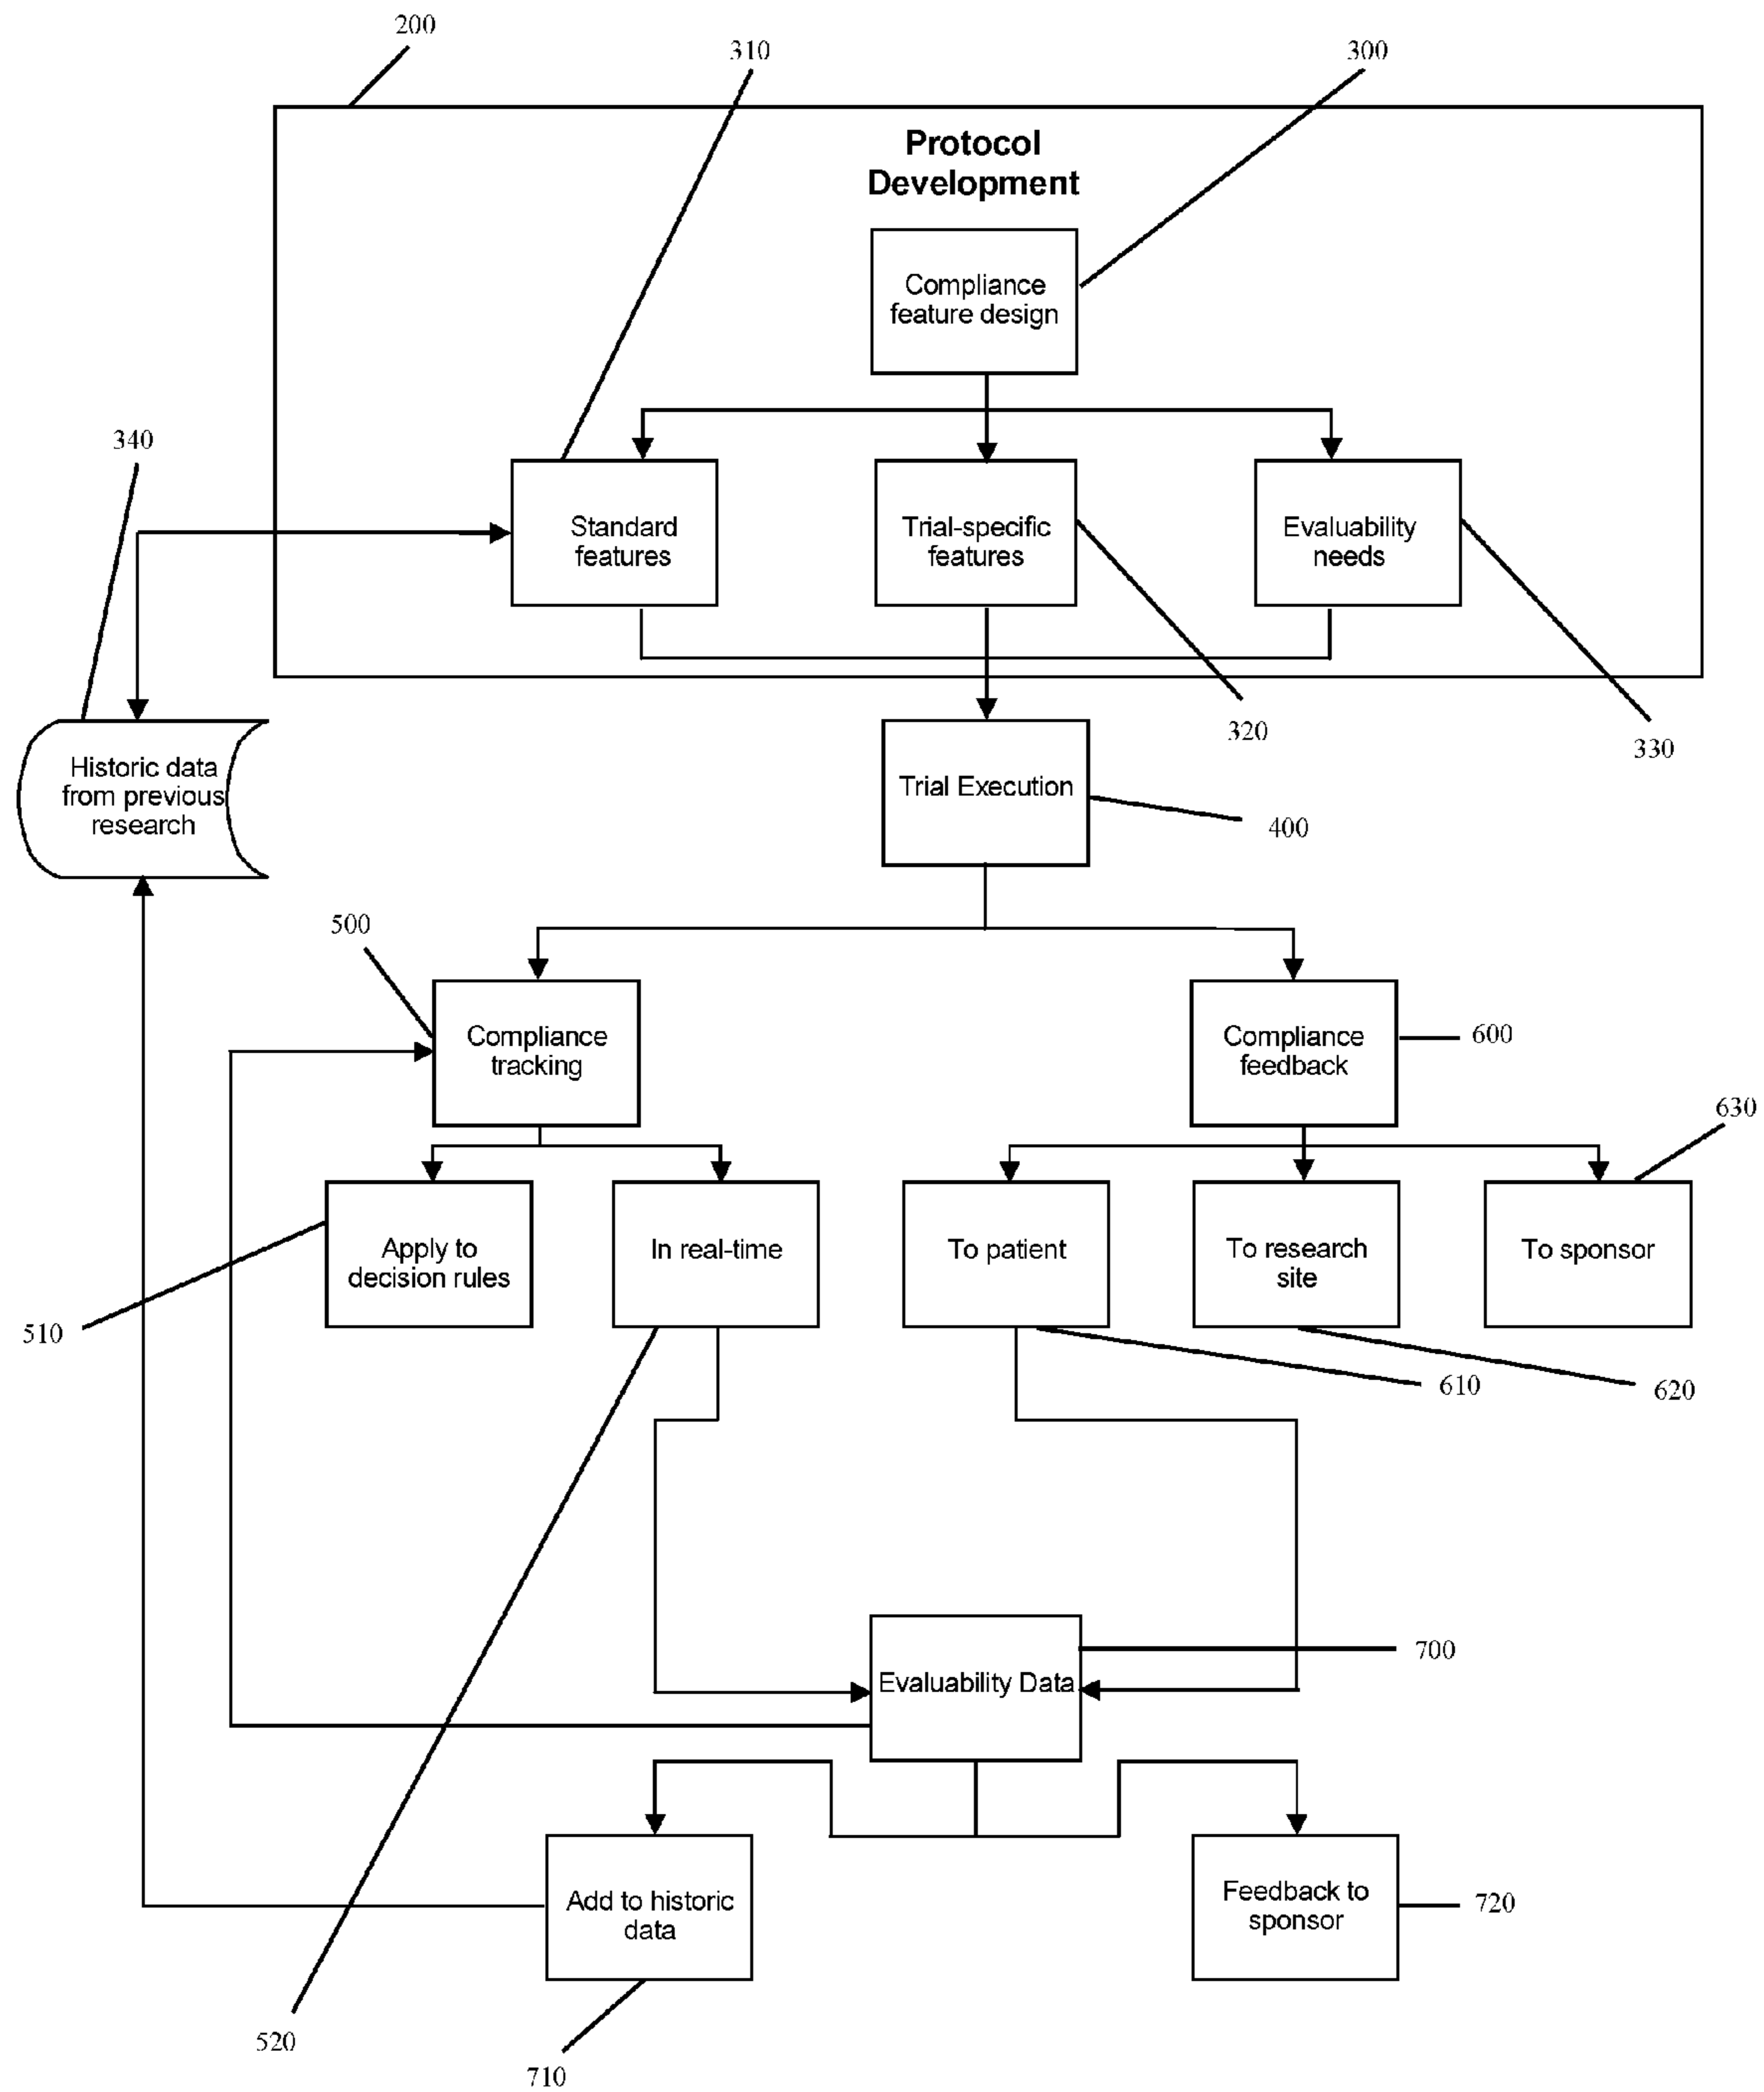 200
310
300
Protocol
Development
Compliance
feature design
340
Standard
features
Trial-specific
features
Evaluability
needs
320
330
Historic data
from previous
research
Trial Execution
400
500
Compliance
tracking
Compliance
feedback
600
630
Apply to
decision rules
In real-time
To patient
To research
site
To sponsor
510
610
620
Evaluability Data
700
Add to historic
data
Feedback to
sponsor
720
520
710